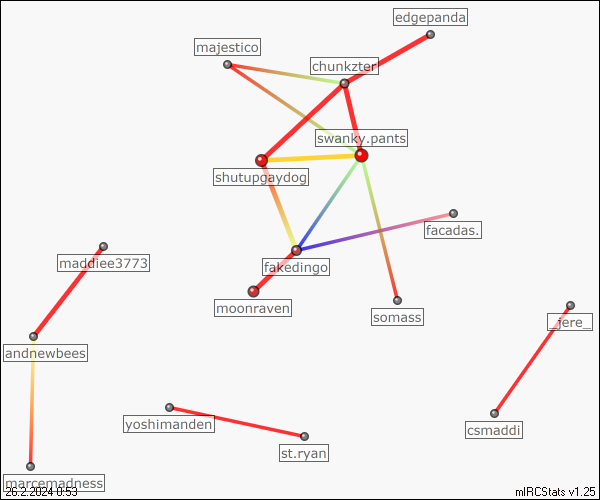 edgepanda
majestico
chunkzter
swanky.pants
shutupgaydog
facadas.
maddiee3773
fakedingo
moonraven
somass
_jere_
andnewbees
yoshimanden
csmaddi
st.ryan
marcemadness
26.2.2024 0:53
mIRCStats v1.25